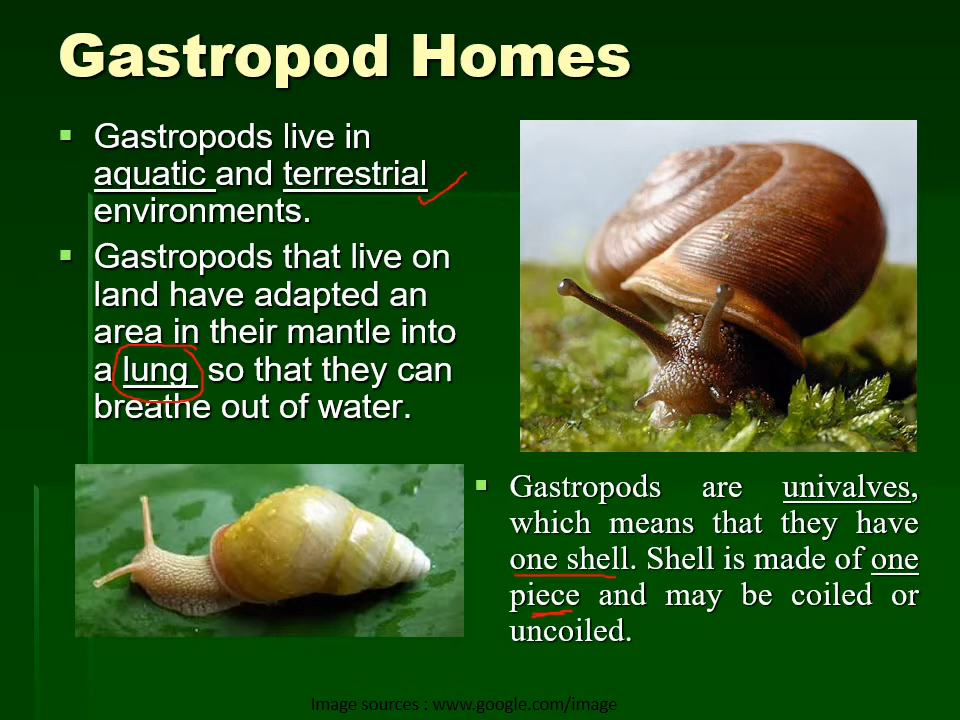 Gastropod Homes
Gastropods live in
aquatic and terrestrial
environments.
Gastropods that live on
land have adapted an
area in their mantle into
a lung so that they can
breathe out of water.
Gastropods are univalves,
which means that they have
one shell. Shell is made of one
piece and may be coiled or
uncoiled.
Image sources : www.google.com/image